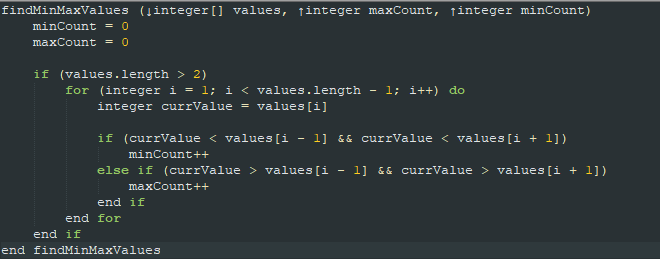 findMinMaxValues (↓integer[] values, ↑integer maxCount, ↑integer minCount)
    minCount = 0
    maxCount = 0

    if (values.length > 2)
        for (integer i = 1; i < values.length - 1; i++) do
            integer currValue = values[i]

            if (currValue < values[i - 1] && currValue < values[i + 1])
                minCount++
            else if (currValue > values[i - 1] && currValue > values[i + 1])
                maxCount++
            end if
        end for
    end if
end findMinMaxValues